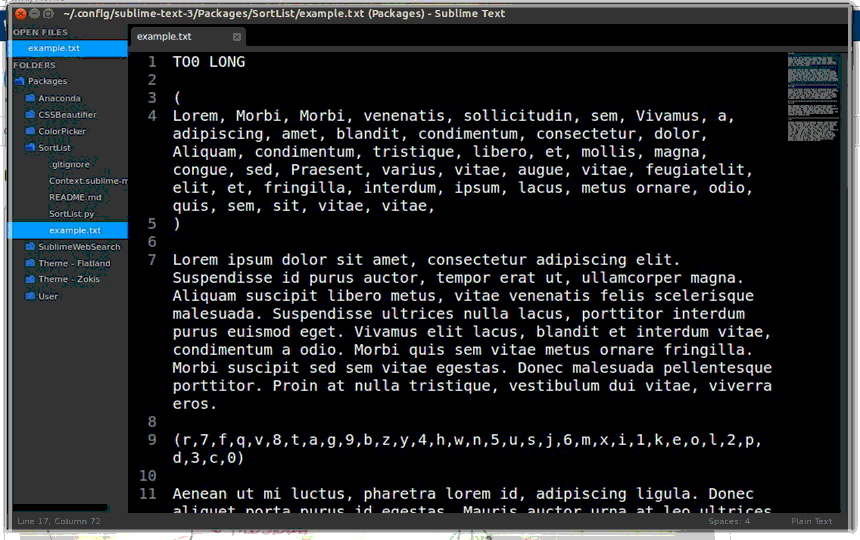 ~/.config/sublime-text-3/Packages/SortList/example.txt (Packages) - Sublime Text
OPEN FILES
example.txt
FOLDERS
Packages
Anaconda
CSSBeautifier
ColorPicker
SortList
.gitignore
Context.sublime-m
README.md
SortList.py
example.txt
SublimeWebSearch
Theme - Flatland
Theme - Zokis
User
example.txt
1 TO0 LONG
2
3 (
4 Lorem, Morbi, Morbi, venenatis, sollicitudin, sem, Vivamus, a,
adipiscing, amet, blandit, condimentum, consectetur, dolor,
Aliquam, condimentum, tristique, libero, et, mollis, magna,
congue, sed, Praesent, varius, vitae, augue, vitae, feugiatelit,
elit, et, fringilla, interdum, ipsum, lacus, metus ornare, odio,
quis, sem, sit, vitae, vitae,
5 )
6
7 Lorem ipsum dolor sit amet, consectetur adipiscing elit.
Suspendisse id purus auctor, tempor erat ut, ullamcorper magna.
Aliquam suscipit libero metus, vitae venenatis felis scelerisque
malesuada. Suspendisse ultrices nulla lacus, porttitor interdum
purus euismod eget. Vivamus elit lacus, blandit et interdum vitae,
condimentum a odio. Morbi quis sem vitae metus ornare fringilla.
Morbi suscipit sed sem vitae egestas. Donec malesuada pellentesque
porttitor. Proin at nulla tristique, vestibulum dui vitae, viverra
eros.
8
9 (r,7,f,q,v,8,t,a,g,9,b,z,y,4,h,w,n,5,u,s,j,6,m,x,i,1,k,e,o,l,2,p,
d,3,c,0)
10
11 Aenean ut mi luctus, pharetra lorem id, adipiscing ligula. Donec
aliquet porta purus id egestas. Mauris auctor urna at leo ultrices
Line 17, Column 72
Spaces: 4
Plain Text